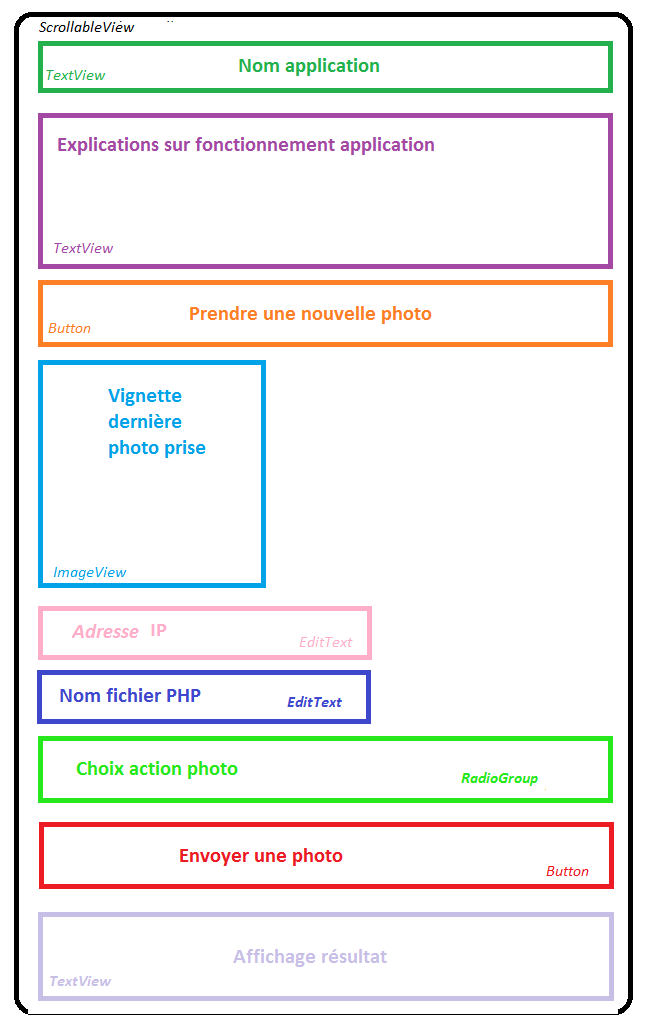 ScrollableView
Nom application
TextView
Explications sur fonctionnement application
TextView
Prendre une nouvelle photo
Button
Vignette
dernière
photo prise
ImageView
Adresse IP
EditText
Nom fichier PHP
EditText
Choix action photo
RadioGroup
Envoyer une photo
Button
Affichage résultat
TextView